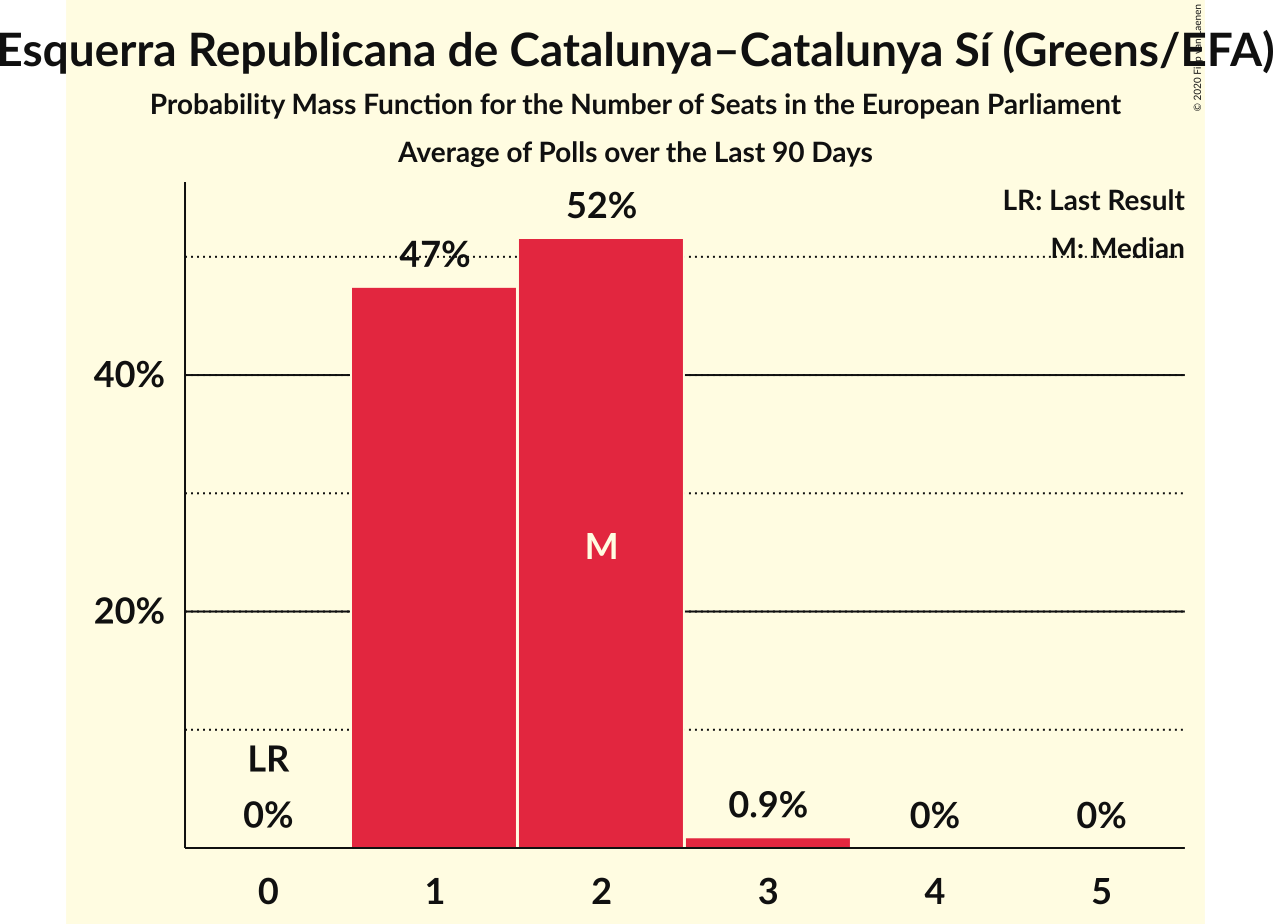 Esquerra Republicana de Catalunya–Catalunya Sí (Greens/EFA)
Probability Mass Function for the Number of Seats in the European Parliament
Average of Polls over the Last 90 Days
© 2020
LR: Last Result
M: Median
52%
47%
40%
M
20%
LR
0%
0.9%
0%
0%
0
1
2
3
4
5